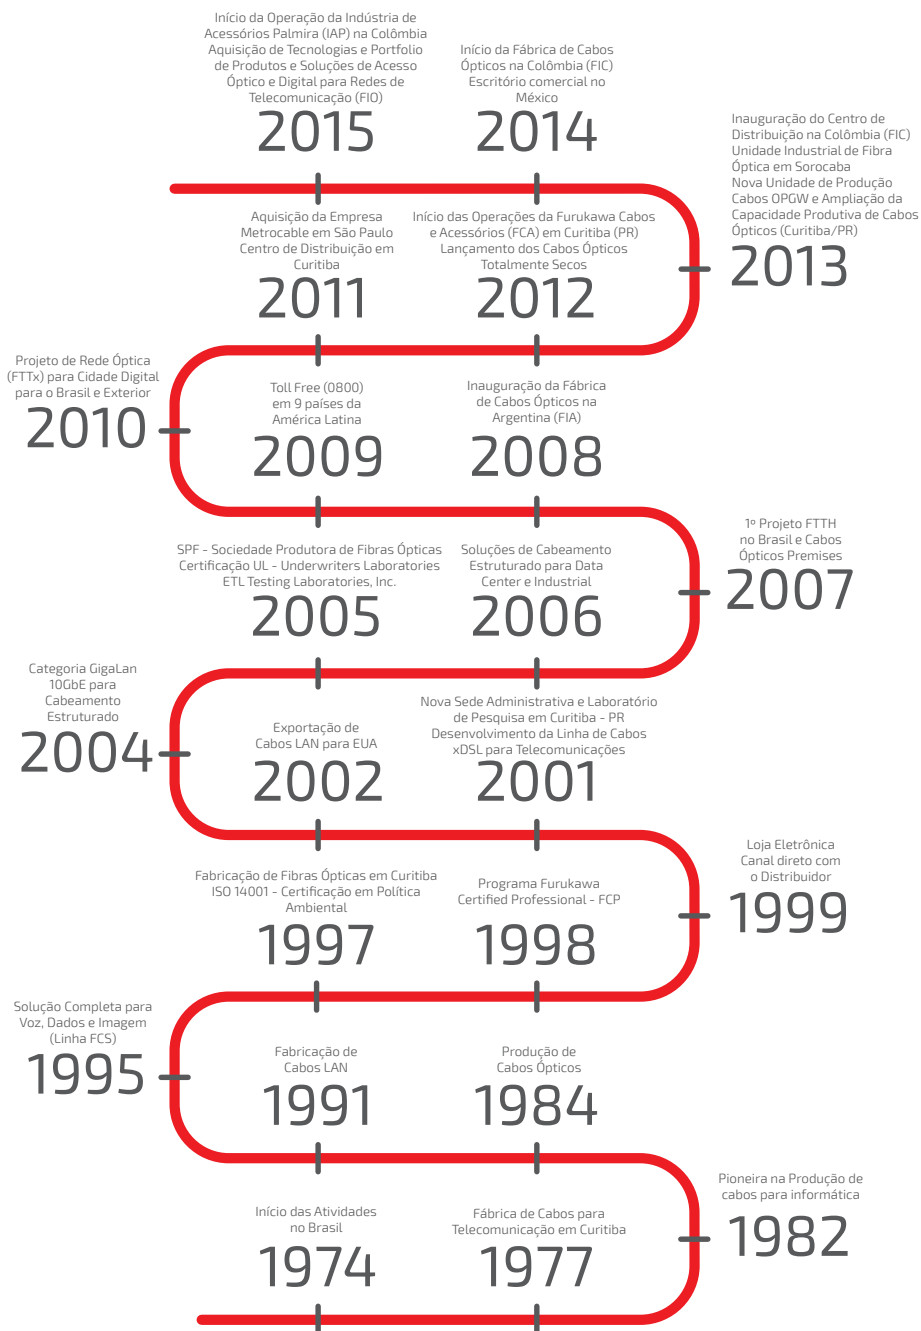 Início da Operação da Indústria de
Acessórios Palmira (IAP) na Colômbia
Aquisição de Tecnologias e Portfolio
de Produtos e Soluções de Acesso
Óptico e Digital para Redes de
Telecomunicação (FIO)
2015
Início da Fábrica de Cabos
Ópticos na Colômbia (FIC)
Escritório comercial no
México
2014
Inauguração do Centro de
Distribuição na Colômbia (FIC)
Unidade Industrial de Fibra
Óptica em Sorocaba
Nova Unidade de Produção
Cabos OPGW e Ampliação da
Capacidade Produtiva de Cabos
Ópticos (Curitiba/PR)
2013
Aquisição da Empresa
Metrocable em São Paulo
Centro de Distribuição em
Curitiba
2011
Início das Operações da Furukawa Cabos
e Acessórios (FCA) em Curitiba (PR)
Lançamento dos Cabos Ópticos
Totalmente Secos
2012
Projeto de Rede Óptica
(FTTx) para Cidade Digital
para o Brasil e Exterior
2010
Toll Free (0800)
em 9 países da
América Latina
2009
Inauguração da Fábrica
de Cabos Ópticos na
Argentina (FIA)
2008
1º Projeto FTTH
no Brasil e Cabos
Ópticos Premises
2007
SPF - Sociedade Produtora de Fibras Ópticas
Certificação UL - Underwriters Laboratories
ETL Testing Laboratories, Inc.
2005
Soluções de Cabeamento
Estruturado para Data
Center e Industrial
2006
Categoria GigaLan
10GbE para
Cabeamento
Estruturado
2004
Exportação de
Cabos LAN para EUA
2002
Nova Sede Administrativa e Laboratório
de Pesquisa em Curitiba - PR
Desenvolvimento da Linha de Cabos
xDSL para Telecomunicações
2001
Loja Eletrônica
Canal direto com
o Distribuidor
1999
Fabricação de Fibras Ópticas em Curitiba
ISO 14001 - Certificação em Política
Ambiental
1997
Programa Furukawa
Certified Professional - FCP
1998
Solução Completa para
Voz, Dados e Imagem
(Linha FCS)
1995
Fabricação de
Cabos LAN
1991
Produção de
Cabos Ópticos
1984
Pioneira na Produção de
cabos para informática
1982
Início das Atividades
no Brasil
1974
Fábrica de Cabos para
Telecomunicação em Curitiba
1977